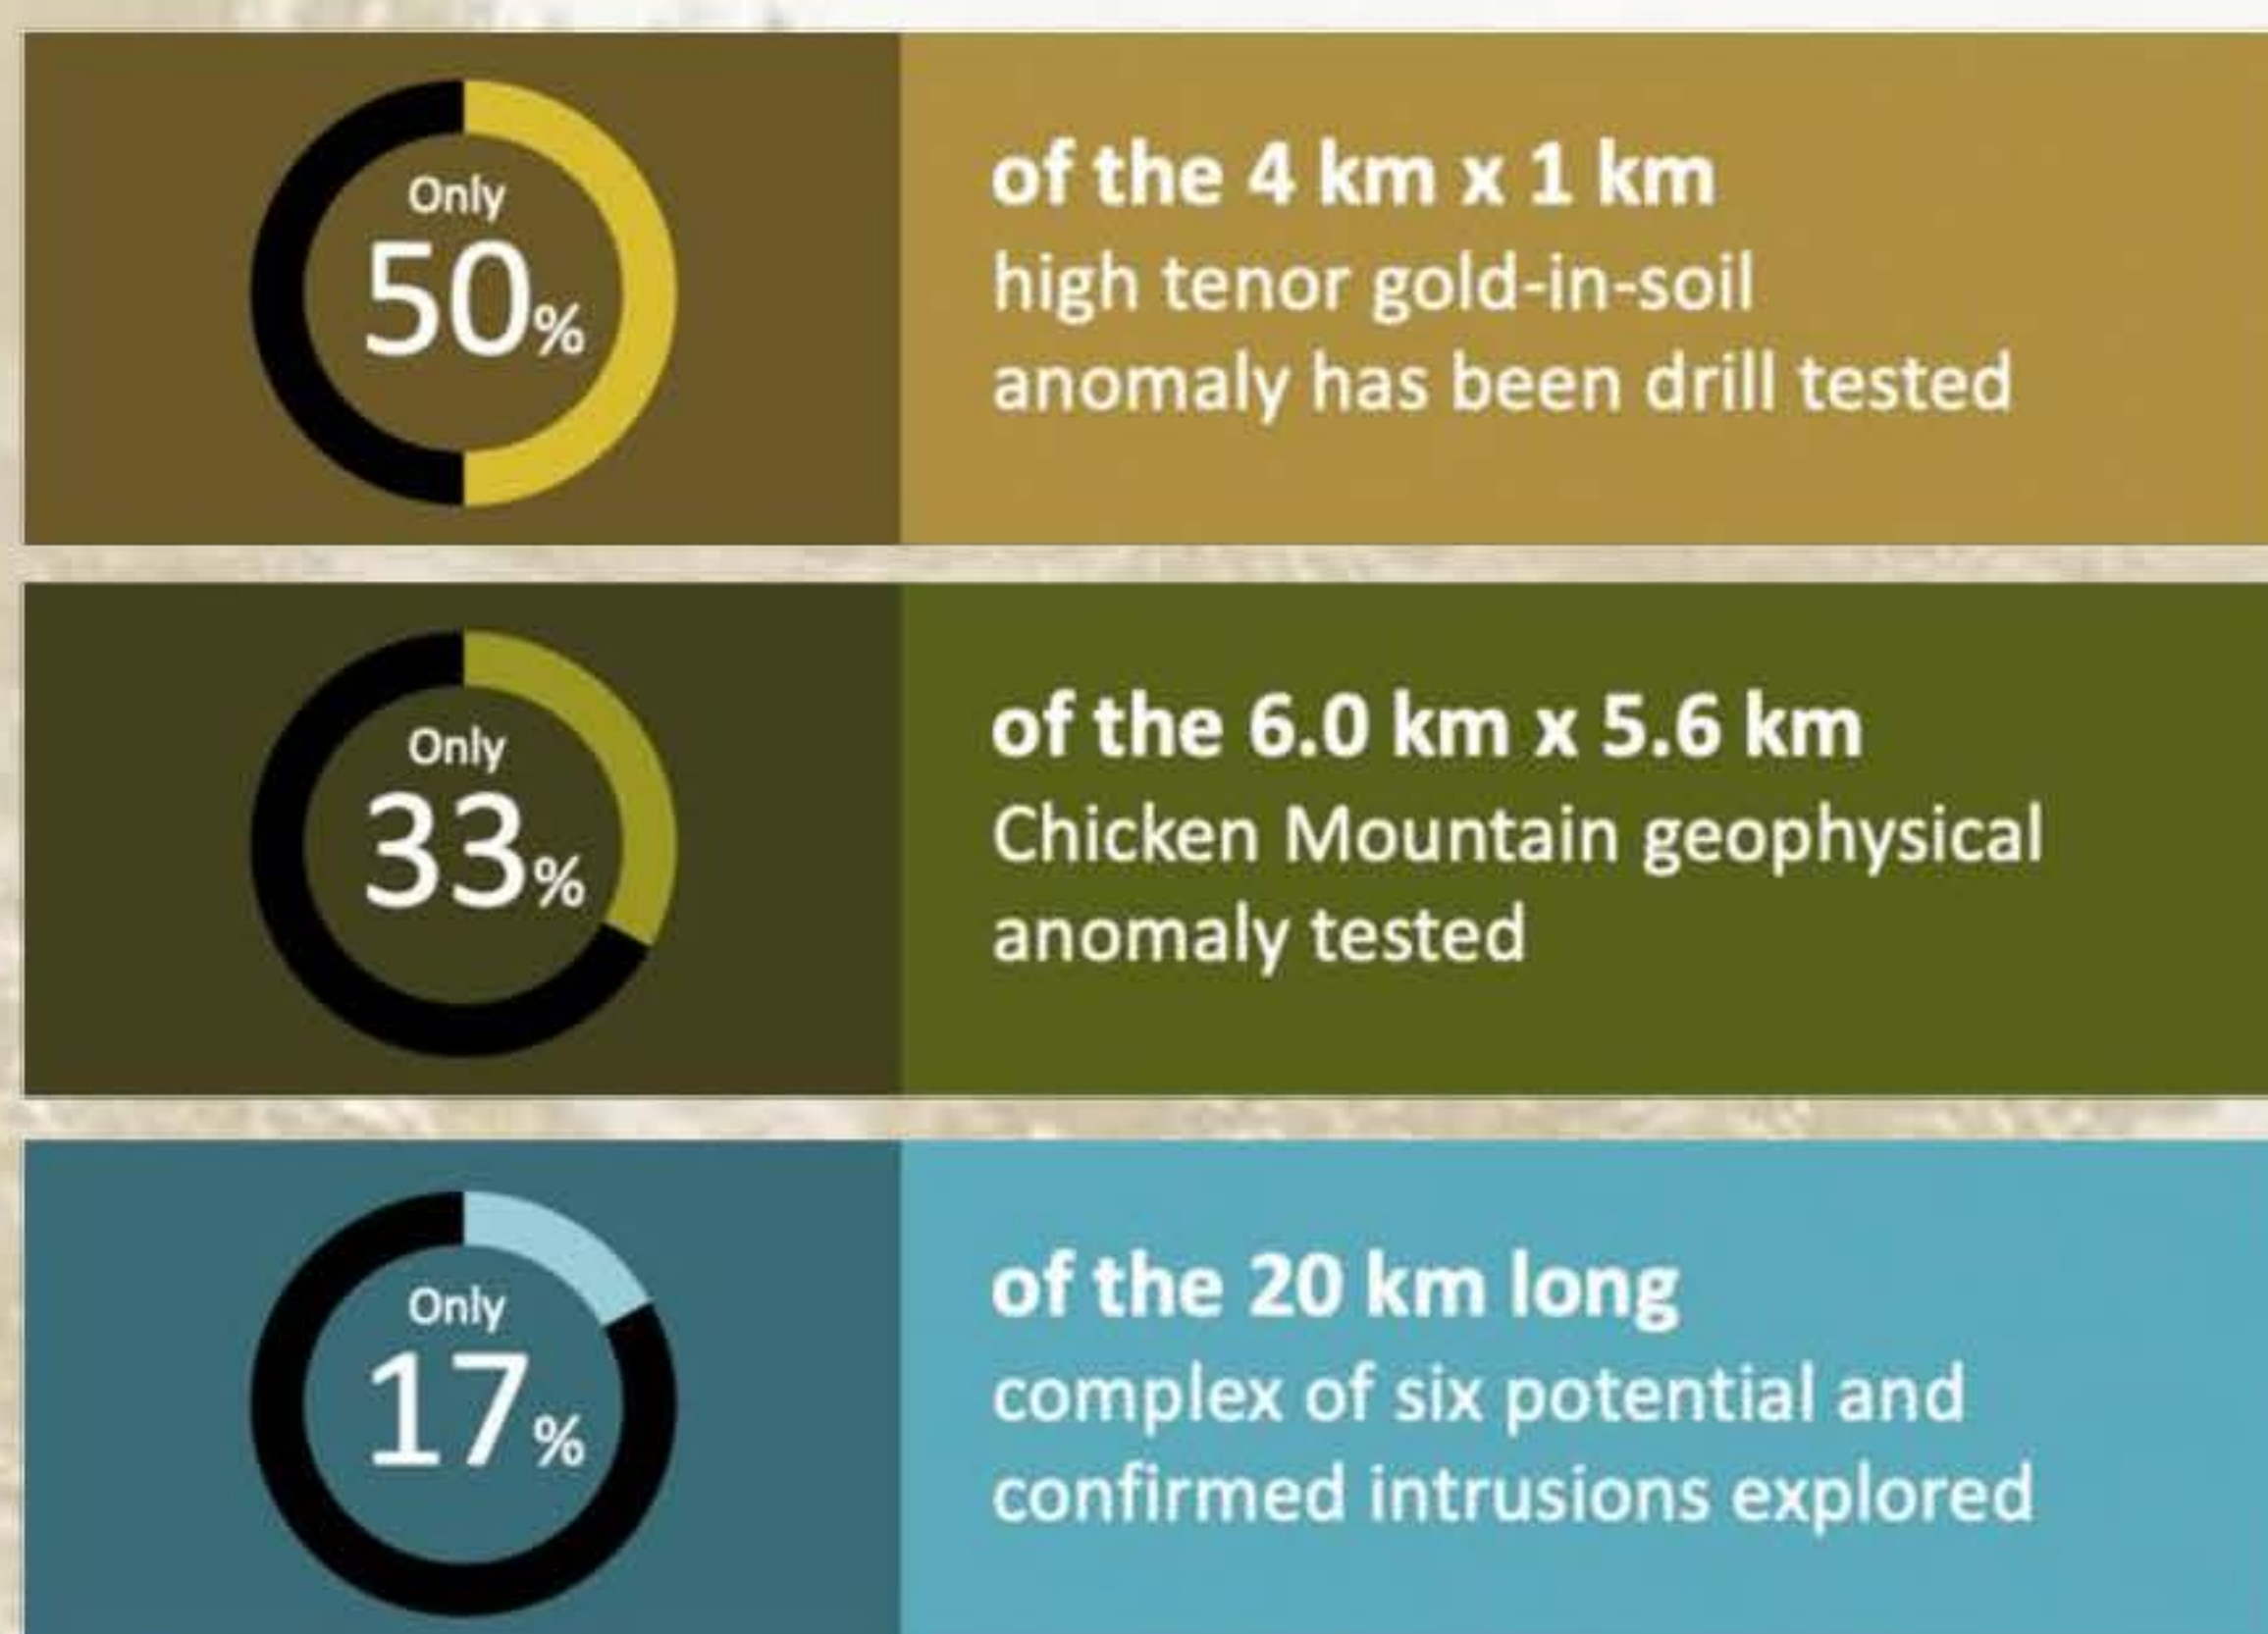 Only
50%
of the 4 km x 1 km
high tenor gold-in-soil
anomaly has been drill tested
Only
33%
of the 6.0 km x 5.6 km
Chicken Mountain geophysical
anomaly tested
Only
17%
of the 20 km long
complex of six potential and
confirmed intrusions explored